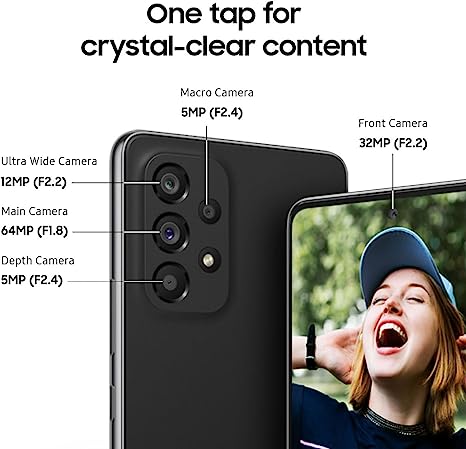 One tap for
crystal-clear content
Macro Camera
5MP (F2.4)
Front Camera
32MP (F2.2)
Ultra Wide Camera
12MP (F2.2)
Main Camera
64MP (F1.8)
Depth Camera
5MP (F2.4)